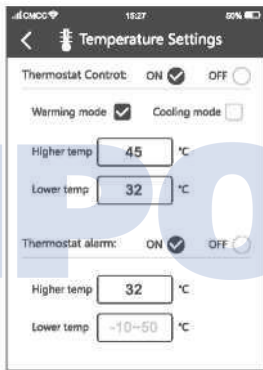 CMCC 15:27 80%
Temperature Settings
Thermostat Control: ON OFF
Warming mode Cooling mode
Higher temp 45 °C
Lower temp 32 °C
Thermostat alarm: ON OFF
Higher temp 32 °C
Lower temp -10~50 °C